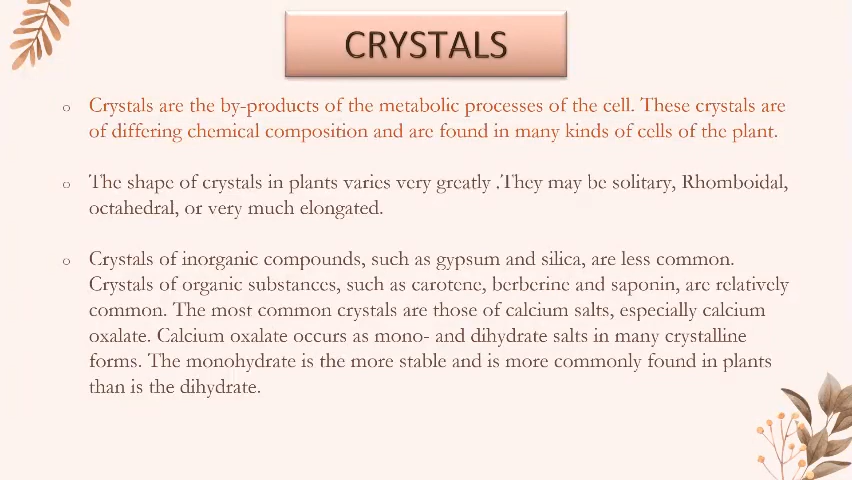 CRYSTALS
○ Crystals are the by-products of the metabolic processes of the cell. These crystals are
of differing chemical composition and are found in many kinds of cells of the plant.
○ The shape of crystals in plants varies very greatly .They may be solitary, Rhomboidal,
octahedral, or very much elongated.
○ Crystals of inorganic compounds, such as gypsum and silica, are less common.
Crystals of organic substances, such as carotene, berberine and saponin, are relatively
common. The most common crystals are those of calcium salts, especially calcium
oxalate. Calcium oxalate occurs as mono- and dihydrate salts in many crystalline
forms. The monohydrate is the more stable and is more commonly found in plants
than is the dihydrate.